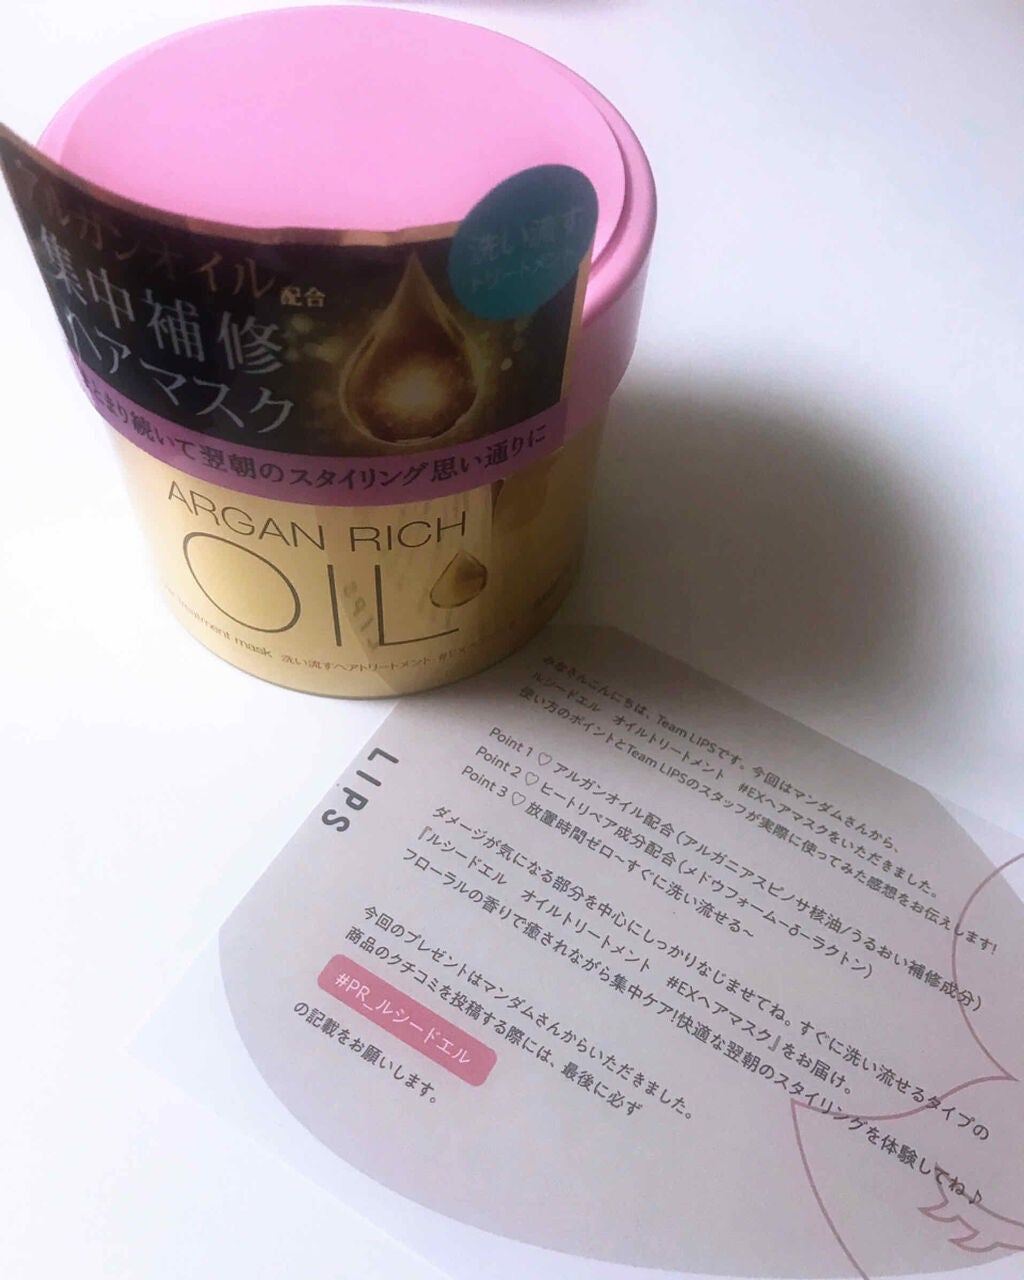 アルガンオイル配合
集中補修
ヘアマスク
洗い流す
トリートメント
まとまり続いて翌朝のスタイリング思い通りに
ARGAN RICH
OIL
treatment mask 洗い流すヘアトリートメント #EX
LIPS
みなさんこんにちは、Team LIPSです。今回はマンダムさんから、
ルシードエル オイルトリートメント #EXヘアマスクをいただきました。
使い方のポイントとTeam LIPSのスタッフが実際に使ってみた感想をお伝えします!
Point 1 ♡ アルガンオイル配合 (アルガニアスピノサ核油/うるおい補修成分)
Point 2 ♡ ヒートリペア成分配合 (メドウフォーム-δ-ラクトン)
Point 3 ♡ 放置時間ゼロ~すぐに洗い流せる~
ダメージが気になる部分を中心にしっかりなじませてね。すぐに洗い流せるタイプの
『ルシードエル オイルトリートメント #EXヘアマスク』をお届け。
フローラルの香りで癒されながら集中ケア!快適な翌朝のスタイリングを体験してね♪
今回のプレゼントはマンダムさんからいただきました。
商品のクチコミを投稿する際には、最後に必ず
#PR_ルシードエル
の記載をお願いします。